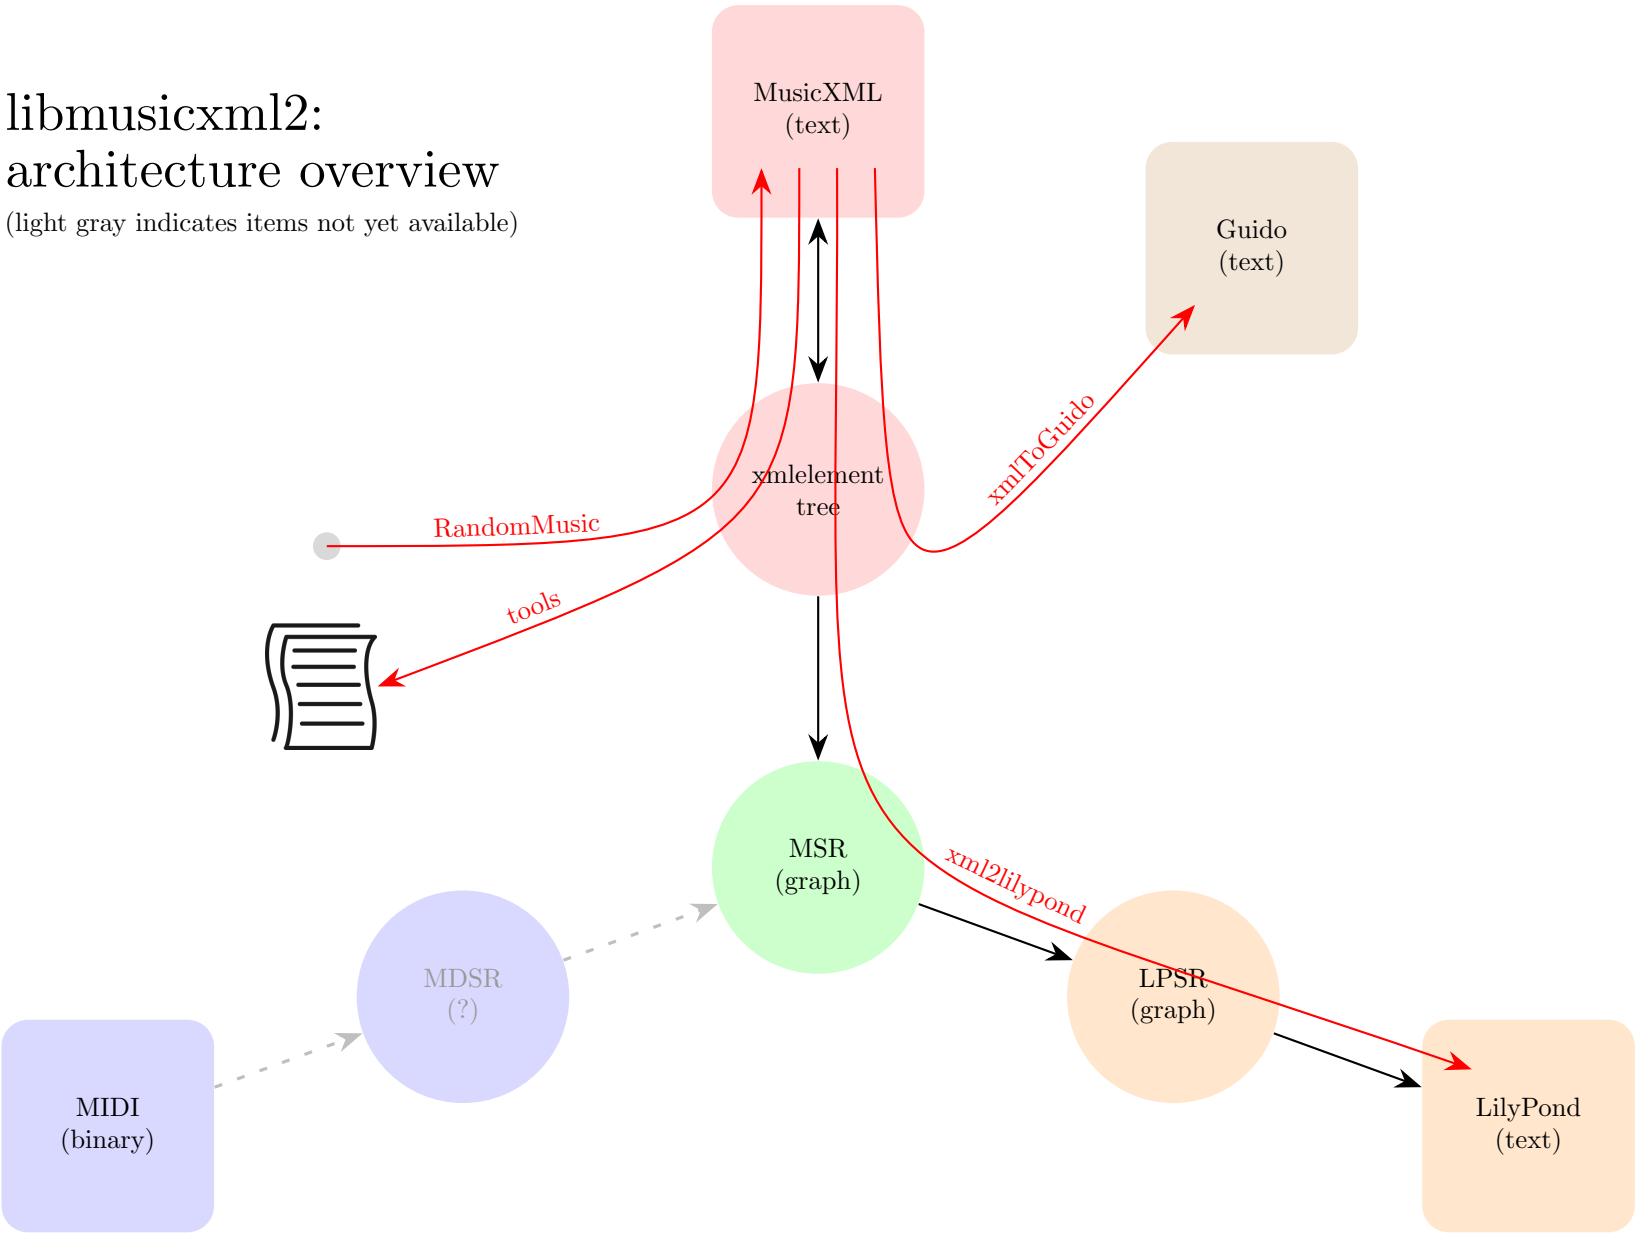 libmusicxml2:
architecture overview
(light gray indicates items not yet available)
MusicXML
(text)
Guido
(text)
xmlToGuido
xmlelement
tree
RandomMusic
tools
MSR
(graph)
xml2lilypond
MDSR
(?)
LPSR
(graph)
MIDI
(binary)
LilyPond
(text)